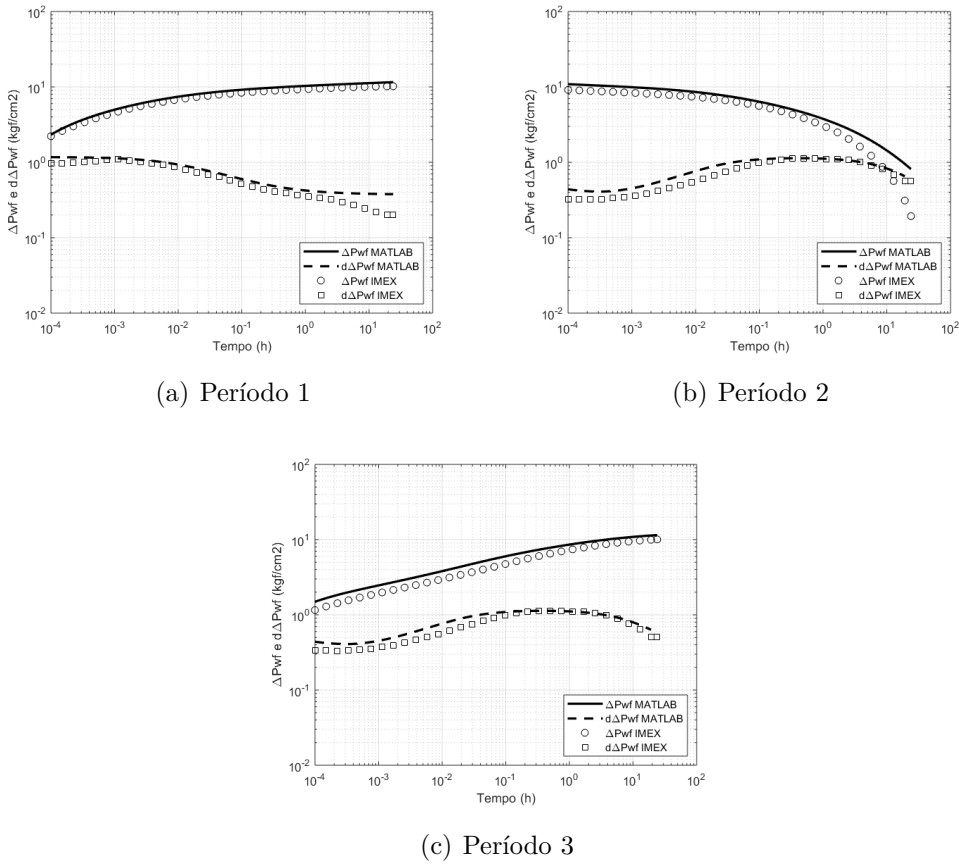 10² 10¹ 10⁰ 10⁻¹ 10⁻²
ΔPwf e dΔPwf (kgf/cm2)
ΔPwf MATLAB
dΔPwf MATLAB
ΔPwf IMEX
dΔPwf IMEX
10⁻⁴ 10⁻³ 10⁻² 10⁻¹ 10⁰ 10¹ 10²
Tempo (h)
(a) Período 1
10² 10¹ 10⁰ 10⁻¹ 10⁻²
ΔPwf e dΔPwf (kgf/cm2)
ΔPwf MATLAB
dΔPwf MATLAB
ΔPwf IMEX
dΔPwf IMEX
10⁻⁴ 10⁻³ 10⁻² 10⁻¹ 10⁰ 10¹ 10²
Tempo (h)
(b) Período 2
10² 10¹ 10⁰ 10⁻¹ 10⁻²
ΔPwf e dΔPwf (kgf/cm2)
ΔPwf MATLAB
dΔPwf MATLAB
ΔPwf IMEX
dΔPwf IMEX
10⁻⁴ 10⁻³ 10⁻² 10⁻¹ 10⁰ 10¹ 10²
Tempo (h)
(c) Período 3